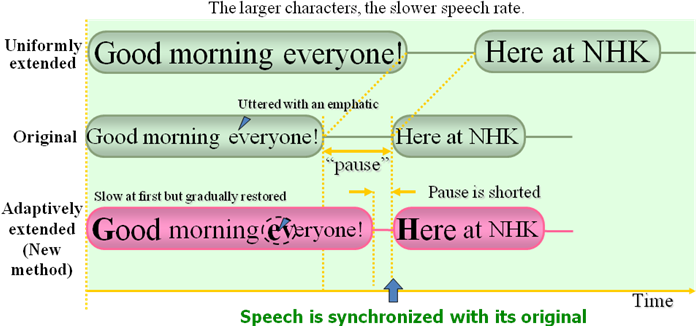 The larger characters, the slower speech rate.
Uniformly
extended
Good morning everyone!
Here at NHK
Uttered with an emphatic
Original
Good morning everyone!
Here at NHK
“pause”
Slow at first but gradually restored
Pause is shorted
Adaptively
extended
(New
method)
Good morning everyone!
Here at NHK
Time
Speech is synchronized with its original